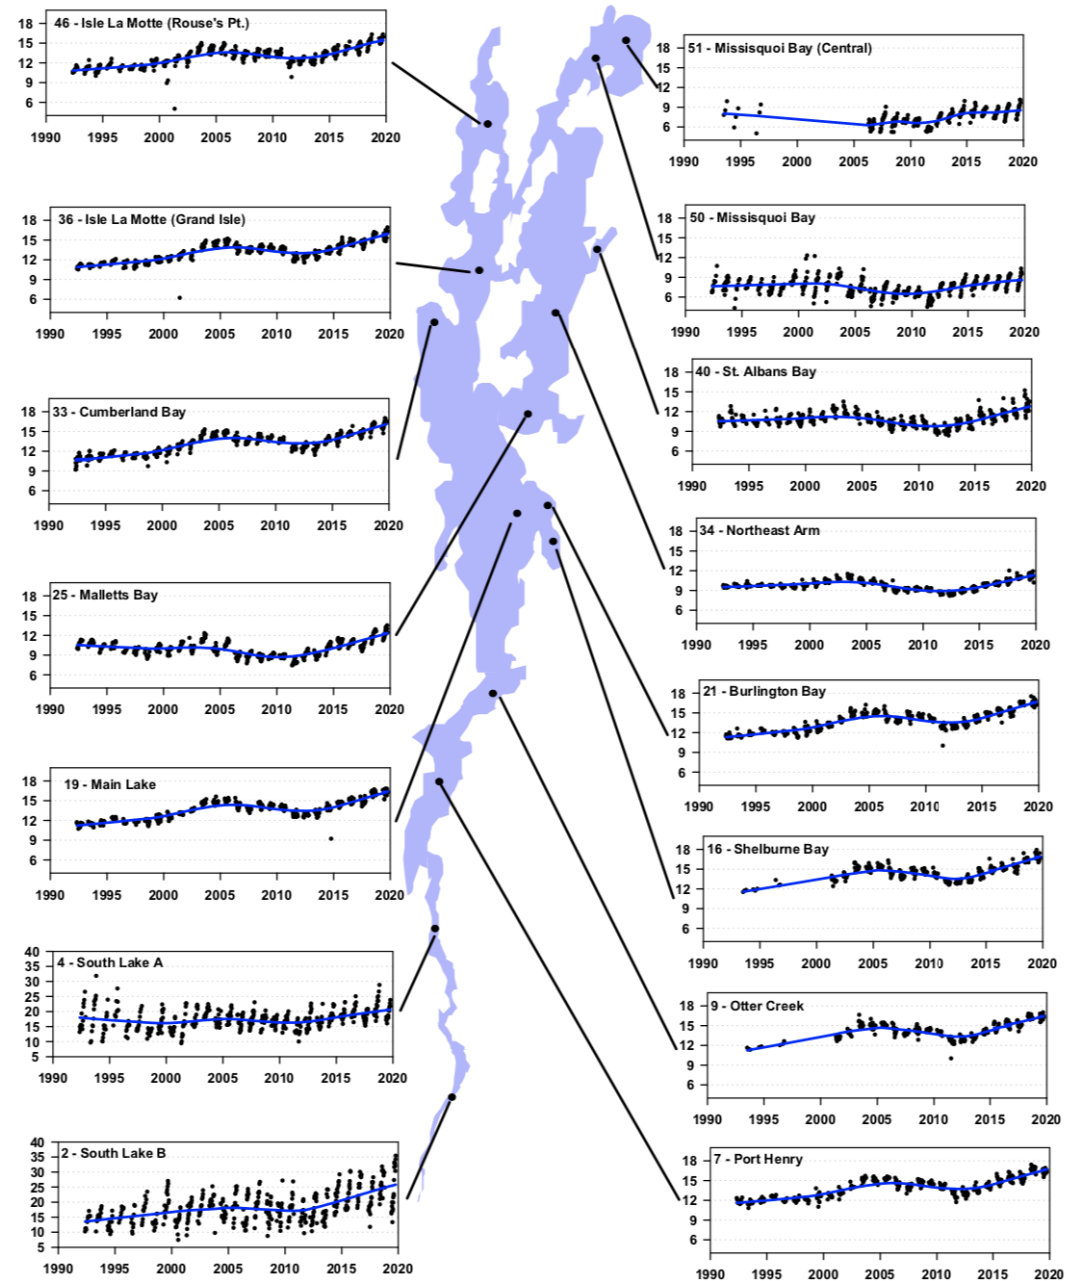 46 - Isle La Motte (Rouse's Pt.)
18
15
12
9
6
1990 1995 2000 2005 2010 2015 2020
51 - Missisquoi Bay (Central)
18
15
12
9
6
1990 1995 2000 2005 2010 2015 2020
36 - Isle La Motte (Grand Isle)
18
15
12
9
6
1990 1995 2000 2005 2010 2015 2020
50 - Missisquoi Bay
18
15
12
9
6
1990 1995 2000 2005 2010 2015 2020
33 - Cumberland Bay
18
15
12
9
6
1990 1995 2000 2005 2010 2015 2020
40 - St. Albans Bay
18
15
12
9
6
1990 1995 2000 2005 2010 2015 2020
25 - Malletts Bay
18
15
12
9
6
1990 1995 2000 2005 2010 2015 2020
34 - Northeast Arm
18
15
12
9
6
1990 1995 2000 2005 2010 2015 2020
19 - Main Lake
18
15
12
9
6
1990 1995 2000 2005 2010 2015 2020
21 - Burlington Bay
18
15
12
9
6
1990 1995 2000 2005 2010 2015 2020
16 - Shelburne Bay
18
15
12
9
6
1990 1995 2000 2005 2010 2015 2020
4 - South Lake A
40
35
30
25
20
15
10
5
1990 1995 2000 2005 2010 2015 2020
9 - Otter Creek
18
15
12
9
6
1990 1995 2000 2005 2010 2015 2020
2 - South Lake B
40
35
30
25
20
15
10
5
1990 1995 2000 2005 2010 2015 2020
7 - Port Henry
18
15
12
9
6
1990 1995 2000 2005 2010 2015 2020